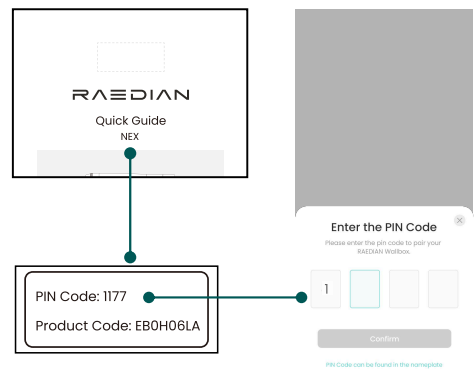 RAEDIAN
Quick Guide
NEX
PIN Code: 1177
Product Code: EB0H06LA
Enter the PIN Code
Please enter the pin code to pair your
RAEDIAN Wallbox.
1
Confirm
PIN Code can be found in the nameplate